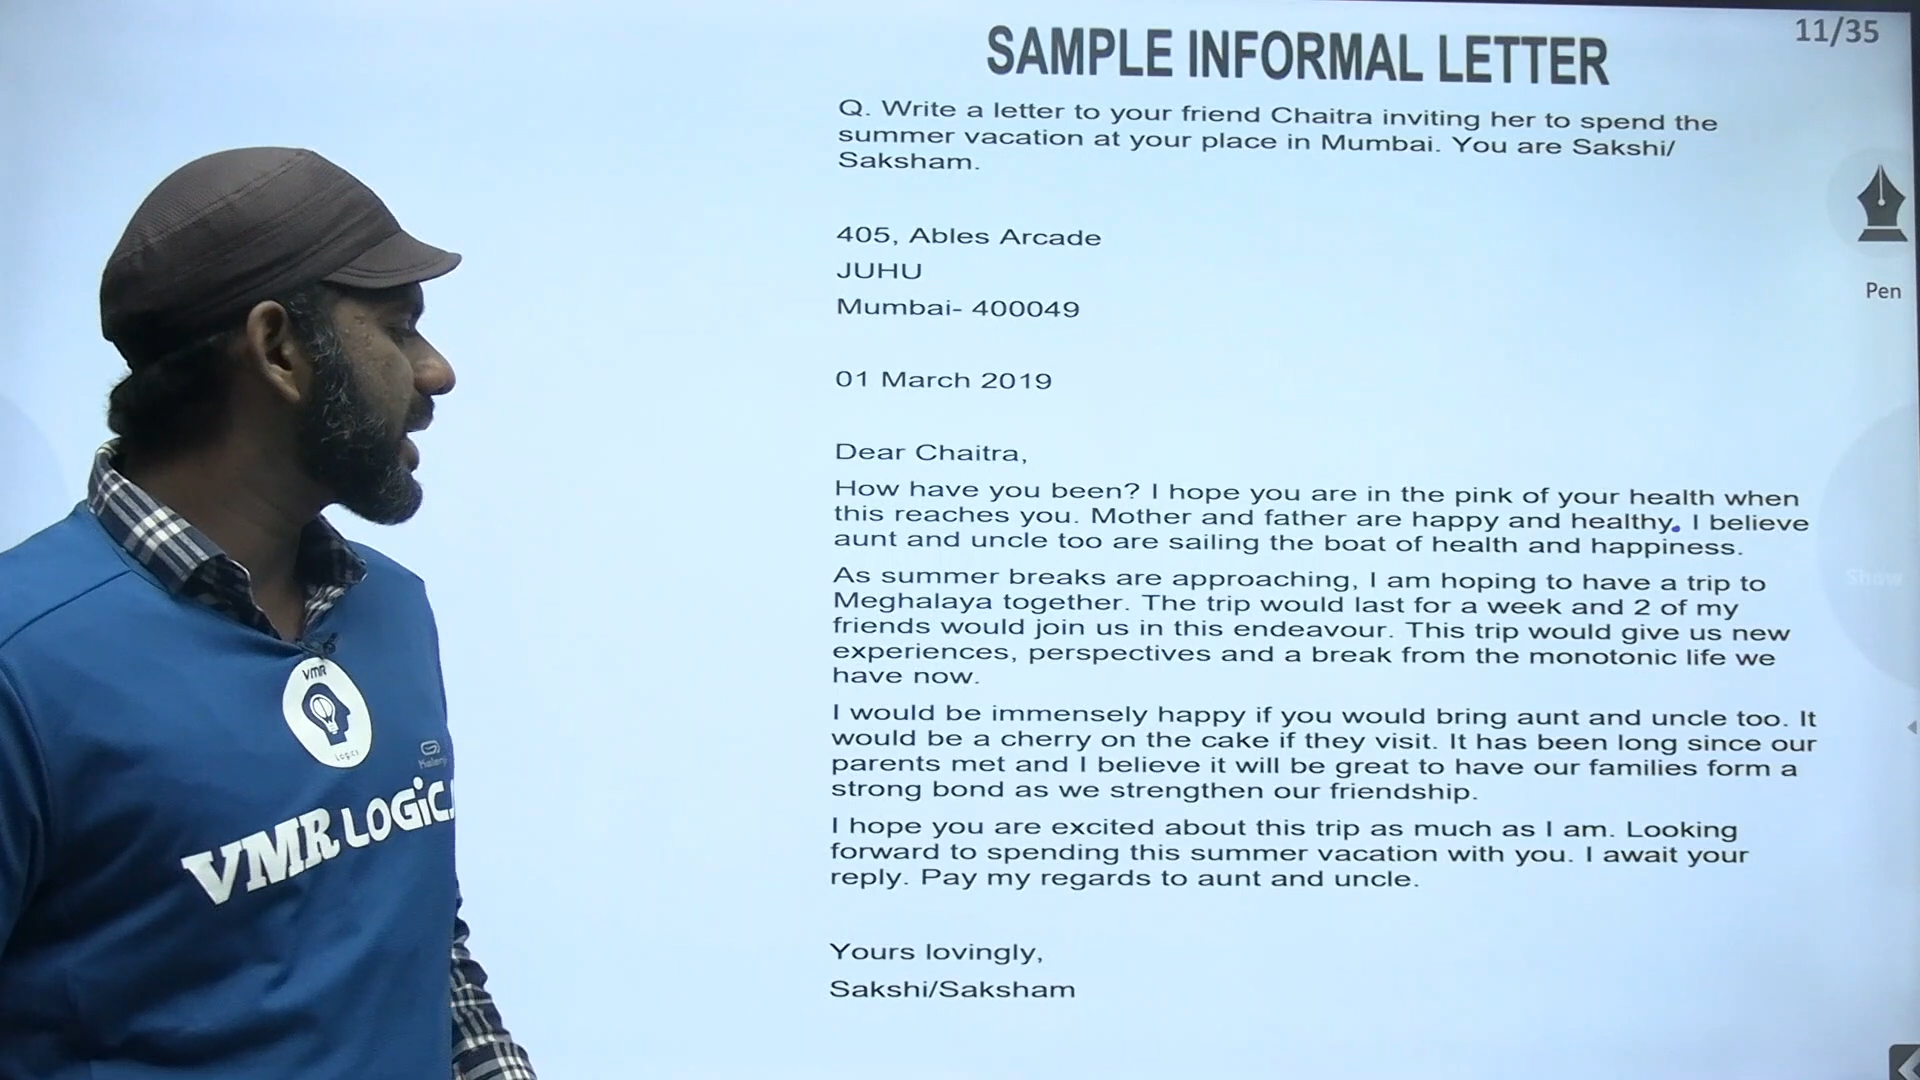 11/35
SAMPLE INFORMAL LETTER
Q. Write a letter to your friend Chaitra inviting her to spend the
summer vacation at your place in Mumbai. You are Sakshi/
Saksham.
405, Ables Arcade
JUHU
Mumbai- 400049
01 March 2019
Dear Chaitra,
How have you been? I hope you are in the pink of your health when
this reaches you. Mother and father are happy and healthy. I believe
aunt and uncle too are sailing the boat of health and happiness.
As summer breaks are approaching, I am hoping to have a trip to
Meghalaya together. The trip would last for a week and 2 of my
friends would join us in this endeavour. This trip would give us new
experiences, perspectives and a break from the monotonic life we
have now.
I would be immensely happy if you would bring aunt and uncle too. It
would be a cherry on the cake if they visit. It has been long since our
parents met and I believe it will be great to have our families form a
strong bond as we strengthen our friendship.
I hope you are excited about this trip as much as I am. Looking
forward to spending this summer vacation with you. I await your
reply. Pay my regards to aunt and uncle.
Yours lovingly,
Sakshi/Saksham
Pen
Show
VMR
Logics
VMR LOGIC